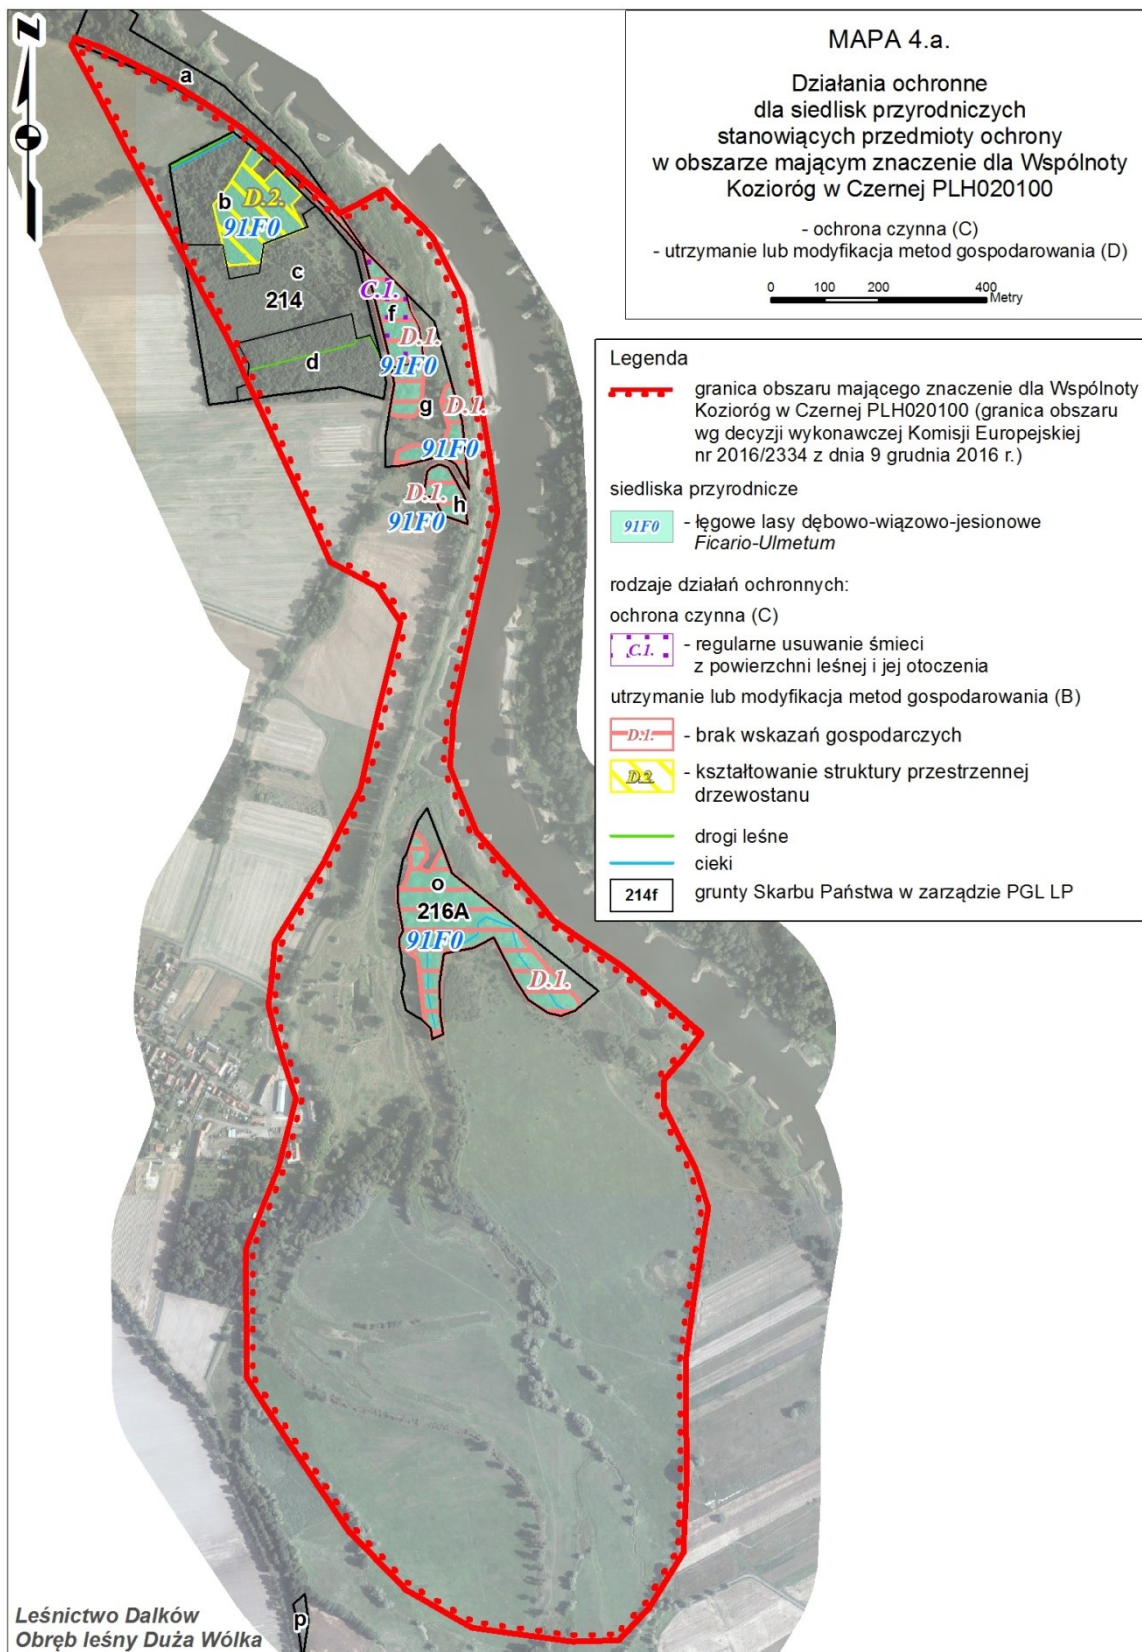 MAPA 4.a.
Działania ochronne
dla siedlisk przyrodniczych
stanowiących przedmioty ochrony
w obszarze mającym znaczenie dla Wspólnoty
Kozioróg w Czernej PLH020100
- ochrona czynna (C)
- utrzymanie lub modyfikacja metod gospodarowania (D)
0 100 200 400
Metry
Legenda
granica obszaru mającego znaczenie dla Wspólnoty
Kozioróg w Czernej PLH020100 (granica obszaru
wg decyzji wykonawczej Komisji Europejskiej
nr 2016/2334 z dnia 9 grudnia 2016 r.)
siedliska przyrodnicze
91F0 - łęgowe lasy dębowo-wiązowo-jesionowe
Ficario-Ulmetum
rodzaje działań ochronnych:
ochrona czynna (C)
C.1. - regularne usuwanie śmieci
z powierzchni leśnej i jej otoczenia
utrzymanie lub modyfikacja metod gospodarowania (B)
D.1. - brak wskazań gospodarczych
D.2. - kształtowanie struktury przestrzennej
drzewostanu
drogi leśne
cieki
214f grunty Skarbu Państwa w zarządzie PGL LP
N
a
b
D.2.
91F0
c
214
d
C.1.
f
D.1.
91F0
g
D.1.
91F0
D.1.
h
91F0
o
216A
91F0
D.1.
p
Leśnictwo Dalków
Obręb leśny Duża Wólka